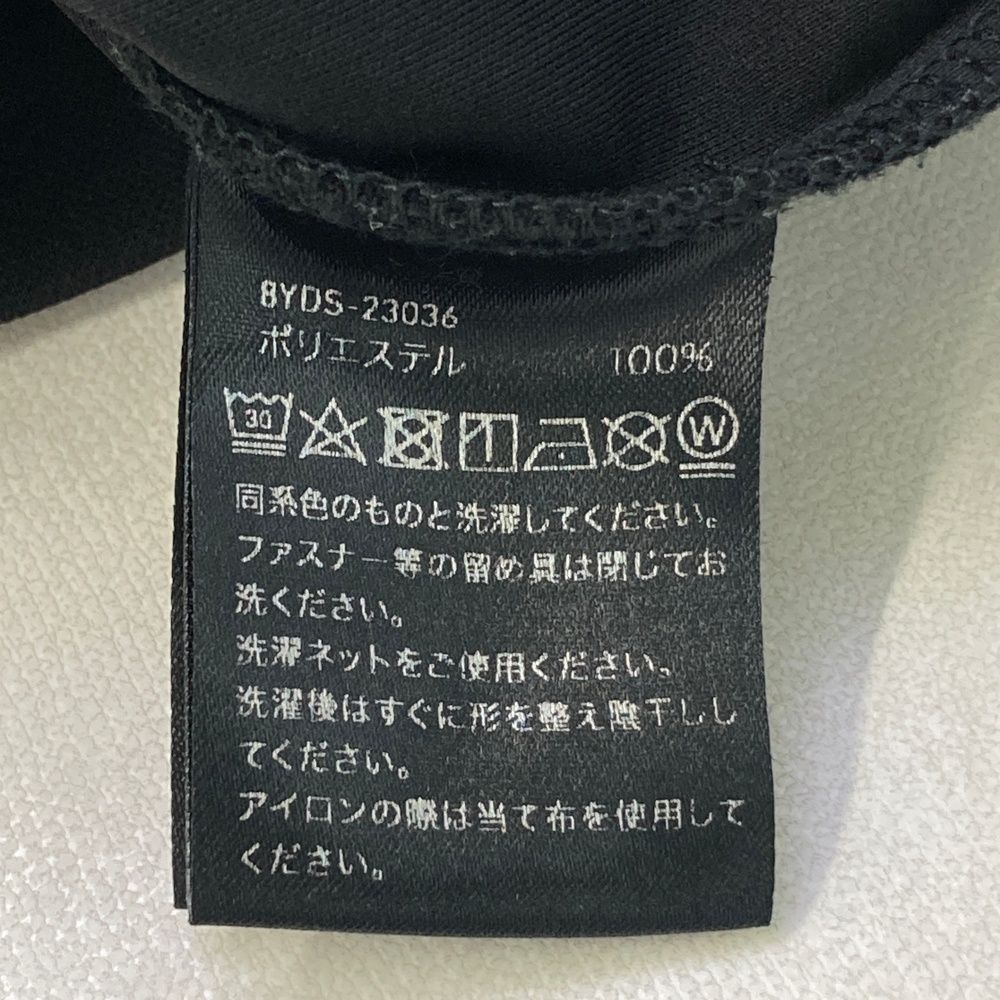 8YDS-23036
ポリエステル 100%
30 W
同系色のものと洗濯してください。
ファスナー等の留め具は閉じてお
洗ください。
洗濯ネットをご使用ください。
洗濯後はすぐに形を整え陰干しし
てください。
アイロンの際は当て布を使用して
ください。